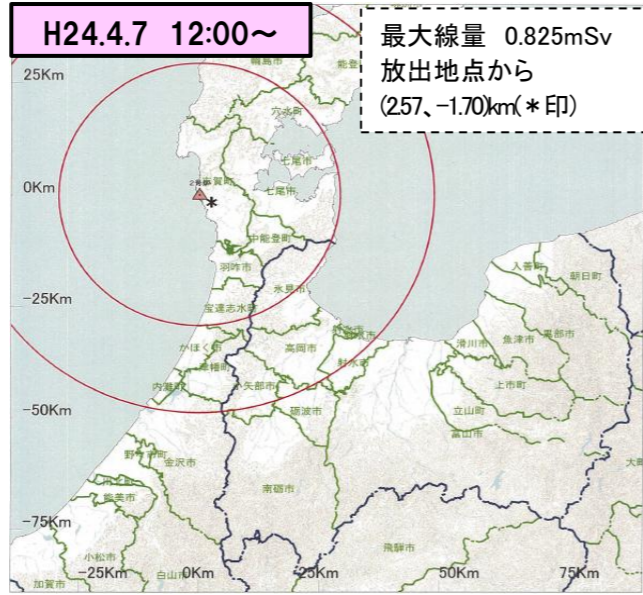 H24.4.7 12:00～
最大線量 0.825mSv
放出地点から
(2.57、-1.70)km(＊印)
25Km
輪島市
穴水町
七尾市
0Km
志賀町
七尾市
*
中能登町
羽咋市
-25Km
氷見市
宝達志水町
入善町
朝日町
かほく市
津幡町
高岡市
射水市
滑川市
魚津市
黒部市
内灘町
小矢部市
上市町
-50Km
砺波市
立山町
富山市
野々市町
金沢市
能美市
南砺市
-75Km
小松市
飛騨市
加賀市
-25Km
白山市
0Km
25Km
50Km
75Km